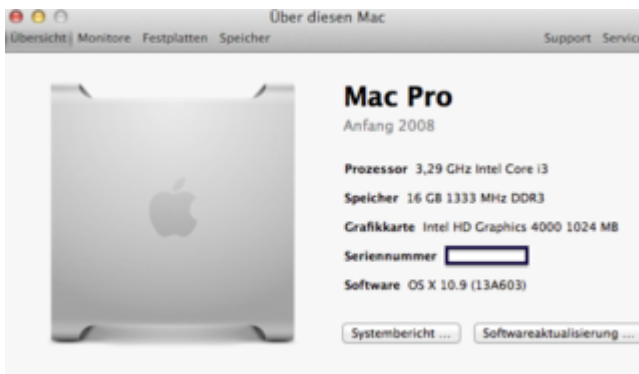 Über diesen Mac
Übersicht Monitore Festplatten Speicher Support Service
Mac Pro
Anfang 2008
Prozessor 3,29 GHz Intel Core i3
Speicher 16 GB 1333 MHz DDR3
Grafikkarte Intel HD Graphics 4000 1024 MB
Seriennummer
Software OS X 10.9 (13A603)
Systembericht ... Softwareaktualisierung ...